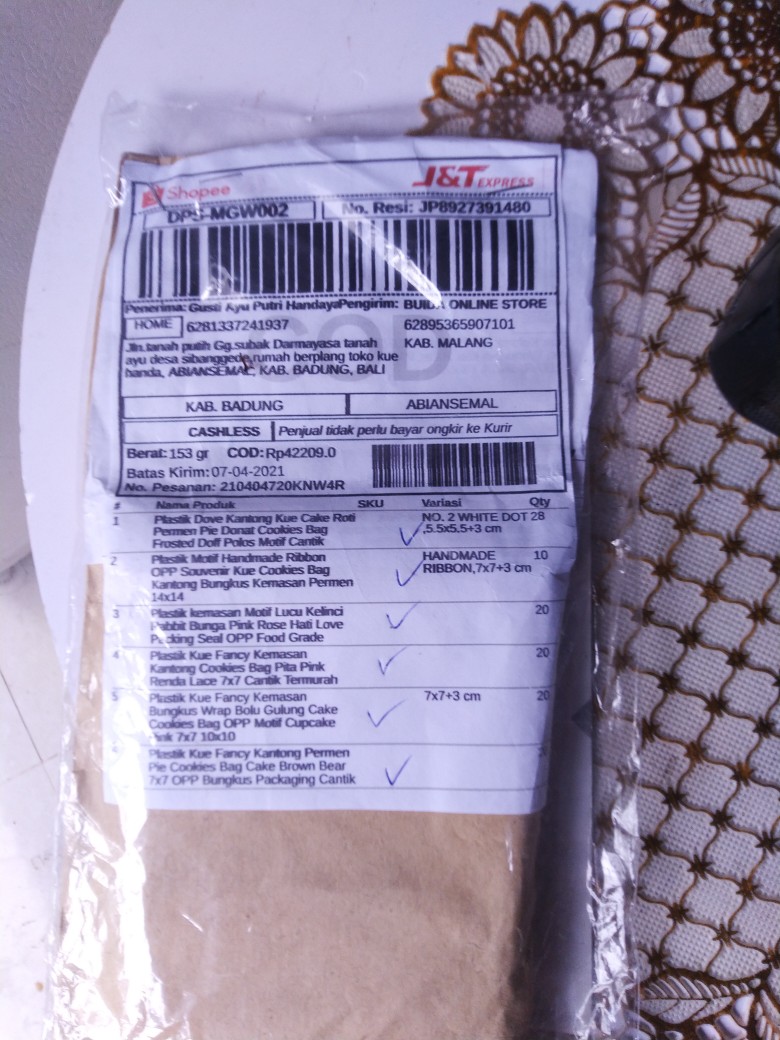 Shopee
J&T EXPRESS
DPS-MGW002
No. Resi: JP8927391480
Penerima: Gusti Ayu Putri Handaya
Pengirim: BUIDA ONLINE STORE
HOME 6281337241937
62895365907101
Jln.tanah putih Gg.subak Darmayasa tanah
KAB. MALANG
ayu desa sibanggede,rumah berplang toko kue
banda, ABIANSEMAL, KAB. BADUNG, BALI
COD
KAB. BADUNG
ABIANSEMAL
CASHLESS Penjual tidak perlu bayar ongkir ke Kurir
Berat: 153 gr COD: Rp42209.0
Batas Kirim: 07-04-2021
No. Pesanan: 210404720KNW4R
# Nama Produk SKU Variasi Qty
1 Plastik Dove Kantong Kue Cake Roti NO. 2 WHITE DOT 28
Permen Pie Donat Cookies Bag ,5.5x5,5+3 cm
Frosted Doff Polos Motif Cantik
2 Plastik Motif Handmade Ribbon HANDMADE 10
OPP Souvenir Kue Cookies Bag RIBBON,7x7+3 cm
Kantong Bungkus Kemasan Permen
14x14
3 Plastik kemasan Motif Lucu Kelinci 20
Rabbit Bunga Pink Rose Hati Love
Packing Seal OPP Food Grade
4 Plastik Kue Fancy Kemasan 20
Kantong Cookies Bag Pita Pink
Renda Lace 7x7 Cantik Termurah
5 Plastik Kue Fancy Kemasan 7x7+3 cm 20
Bungkus Wrap Bolu Gulung Cake
Cookies Bag OPP Motif Cupcake
Pink 7x7 10x10
Plastik Kue Fancy Kantong Permen
Pie Cookies Bag Cake Brown Bear
7x7 OPP Bungkus Packaging Cantik